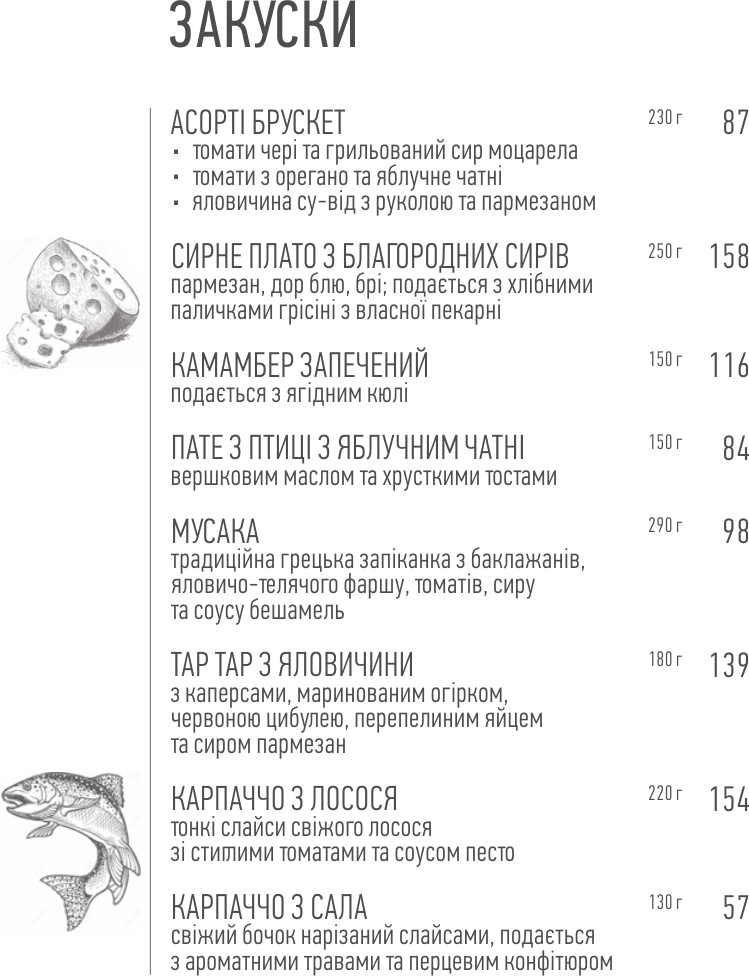 ЗАКУСКИ
АСОРТІ БРУСКЕТ 230 г 87
• томати чері та грильований сир моцарела
• томати з орегано та яблучне чатні
• яловичина су-від з руколою та пармезаном
СИРНЕ ПЛАТО З БЛАГОРОДНИХ СИРІВ 250 г 158
пармезан, дор блю, брі; подається з хлібними
паличками грісіні з власної пекарні
КАМАМБЕР ЗАПЕЧЕНИЙ 150 г 116
подається з ягідним кюлі
ПАТЕ З ПТИЦІ З ЯБЛУЧНИМ ЧАТНІ 150 г 84
вершковим маслом та хрусткими тостами
МУСАКА 290 г 98
традиційна грецька запіканка з баклажанів,
яловичо-телячого фаршу, томатів, сиру
та соусу бешамель
ТАР ТАР З ЯЛОВИЧИНИ 180 г 139
з каперсами, маринованим огірком,
червоною цибулею, перепелиним яйцем
та сиром пармезан
КАРПАЧЧО З ЛОСОСЯ 220 г 154
тонкі слайси свіжого лосося
зі стиглими томатами та соусом песто
КАРПАЧЧО З САЛА 130 г 57
свіжий бочок нарізаний слайсами, подається
з ароматними травами та перцевим конфітюром